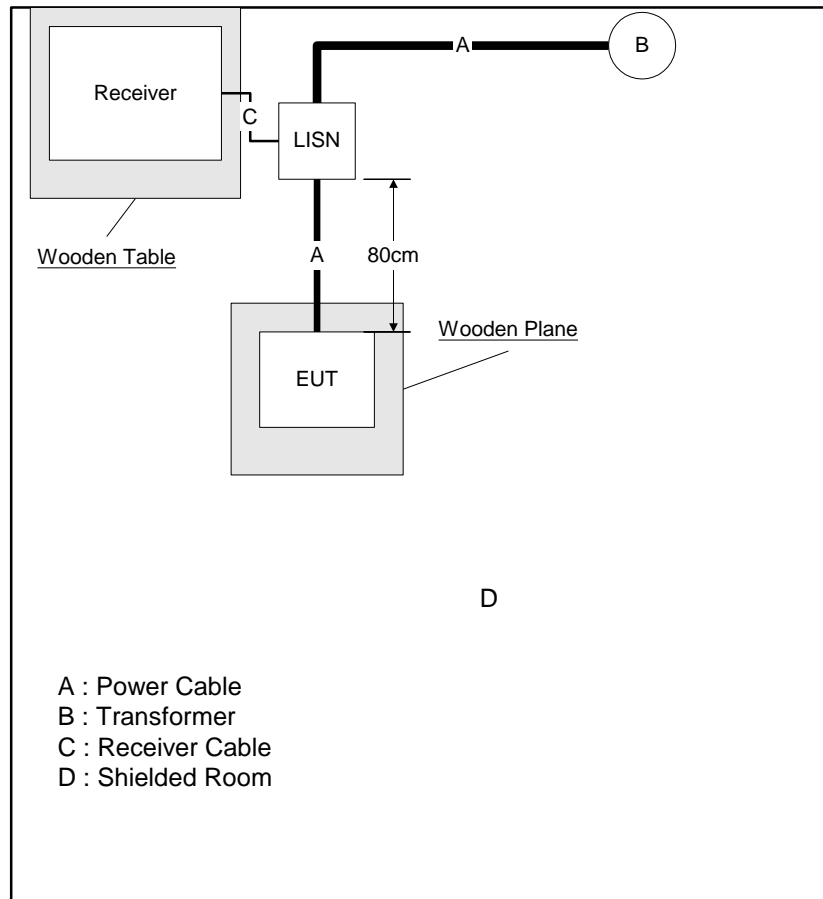 A
B
Receiver
C
LISN
Wooden Table
A
80cm
Wooden Plane
EUT
D
A : Power Cable
B : Transformer
C : Receiver Cable
D : Shielded Room